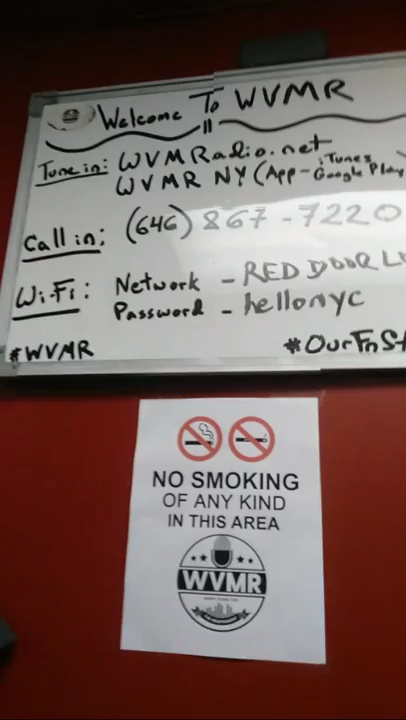 Welcome To WVMR
Tune in: WVMRadio.net
WVMR NY (App - iTunes
Google Play
Call in: (646) 867-7220
Wi-Fi: Network - RED DOOR
Password - hellonyc
#WVMR
NO SMOKING
OF ANY KIND
IN THIS AREA
WVMR